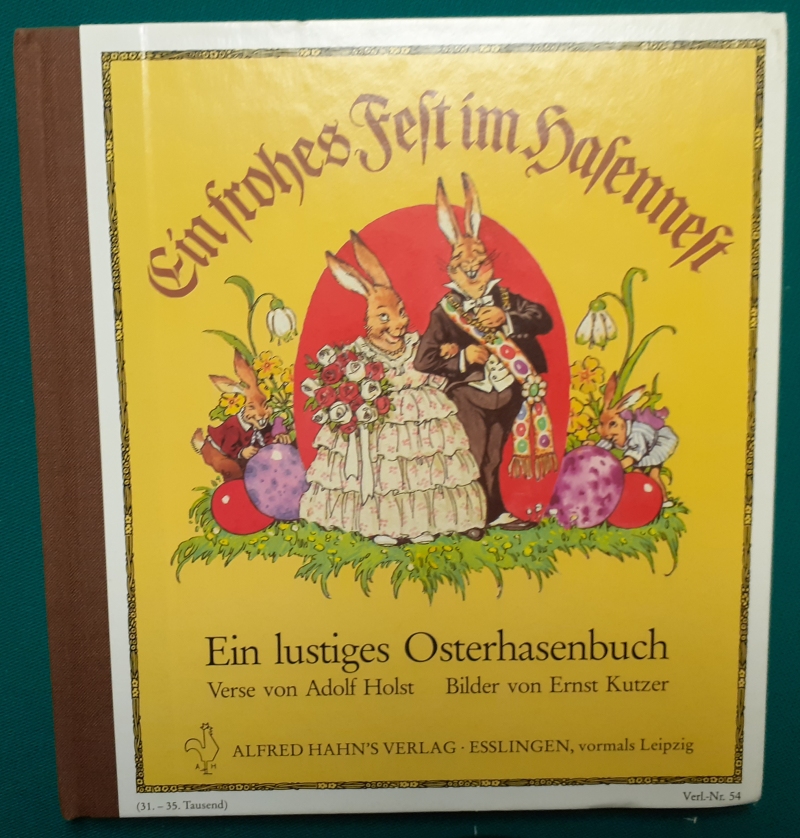 Ein frohes Fest im Hasennest
Ein lustiges Osterhasenbuch
Verse von Adolf Holst Bilder von Ernst Kutzer
A H
ALFRED HAHN'S VERLAG · ESSLINGEN, vormals Leipzig
(31. – 35. Tausend)
Verl.-Nr. 54